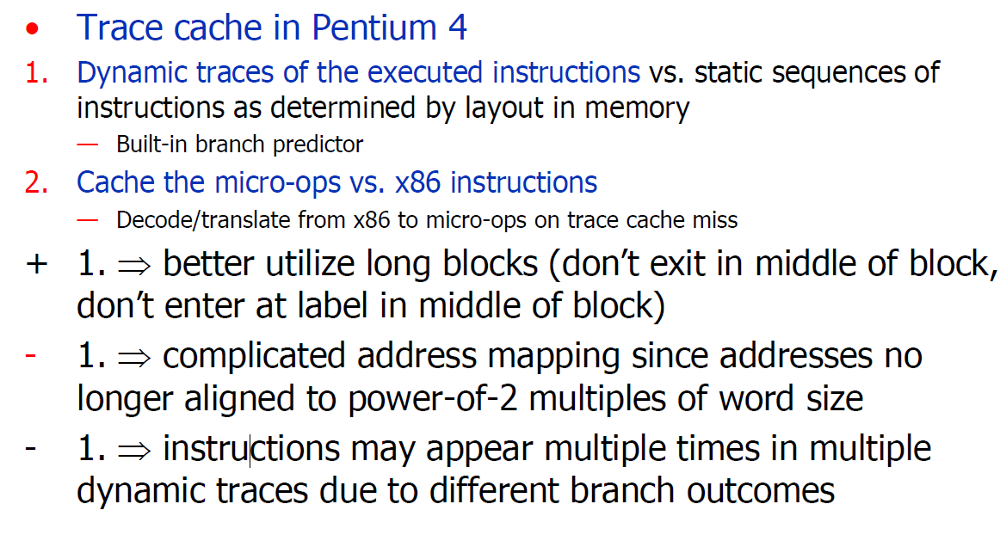 • Trace cache in Pentium 4
1. Dynamic traces of the executed instructions vs. static sequences of
instructions as determined by layout in memory
— Built-in branch predictor
2. Cache the micro-ops vs. x86 instructions
— Decode/translate from x86 to micro-ops on trace cache miss
+ 1. ⇒ better utilize long blocks (don’t exit in middle of block,
don’t enter at label in middle of block)
- 1. ⇒ complicated address mapping since addresses no
longer aligned to power-of-2 multiples of word size
- 1. ⇒ instructions may appear multiple times in multiple
dynamic traces due to different branch outcomes